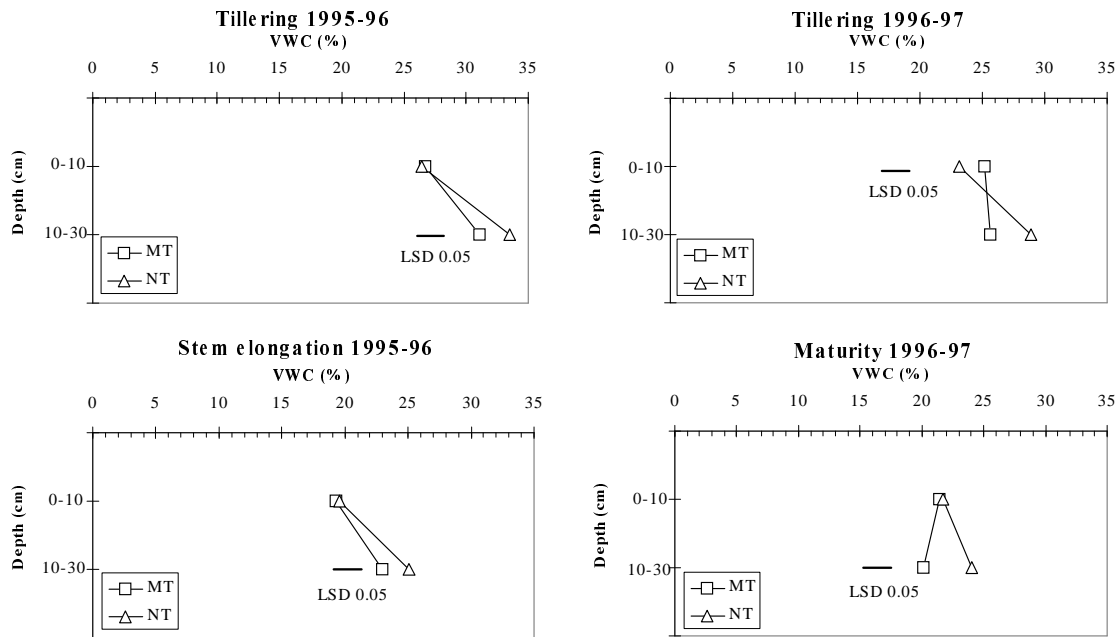 Tillering 1995-96
VWC (%)
0 5 10 15 20 25 30 35
Depth (cm)
0-10
10-30
MT
NT
LSD 0.05
Tillering 1996-97
VWC (%)
0 5 10 15 20 25 30 35
Depth (cm)
0-10
LSD 0.05
10-30
MT
NT
Stem elongation 1995-96
VWC (%)
0 5 10 15 20 25 30 35
Depth (cm)
0-10
10-30
MT
NT
LSD 0.05
Maturity 1996-97
VWC (%)
0 5 10 15 20 25 30 35
Depth (cm)
0-10
10-30
MT
NT
LSD 0.05